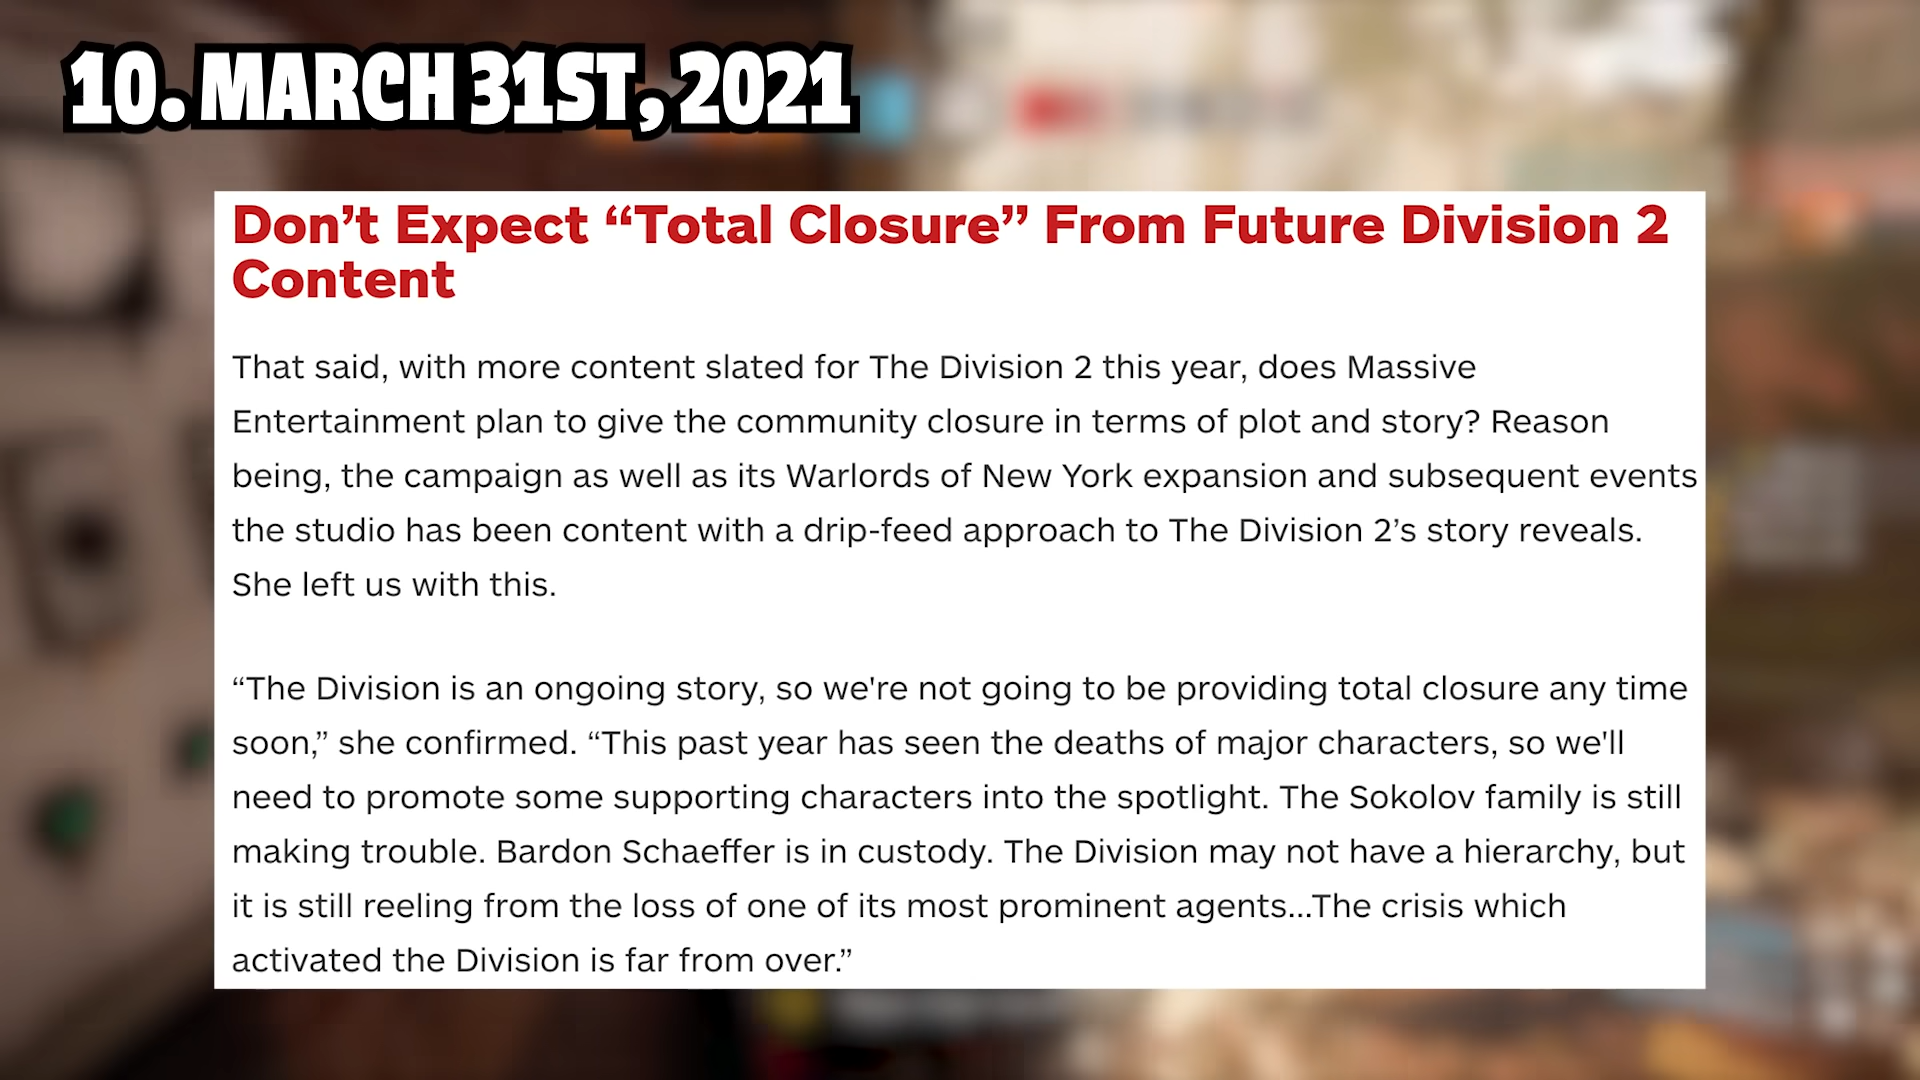 10. MARCH 31ST, 2021
Don’t Expect “Total Closure” From Future Division 2
Content
That said, with more content slated for The Division 2 this year, does Massive
Entertainment plan to give the community closure in terms of plot and story? Reason
being, the campaign as well as its Warlords of New York expansion and subsequent events
the studio has been content with a drip-feed approach to The Division 2’s story reveals.
She left us with this.
“The Division is an ongoing story, so we're not going to be providing total closure any time
soon,” she confirmed. “This past year has seen the deaths of major characters, so we'll
need to promote some supporting characters into the spotlight. The Sokolov family is still
making trouble. Bardon Schaeffer is in custody. The Division may not have a hierarchy, but
it is still reeling from the loss of one of its most prominent agents...The crisis which
activated the Division is far from over.”